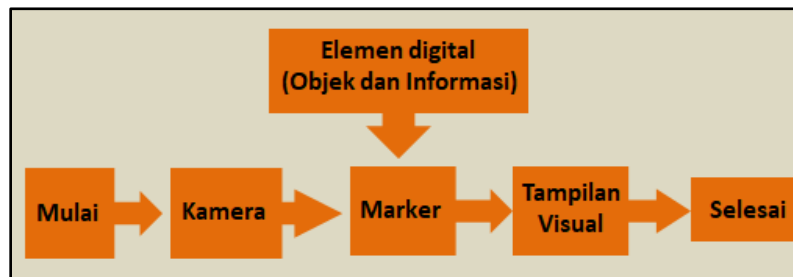 Elemen digital
(Objek dan Informasi)
Mulai
Kamera
Marker
Tampilan
Visual
Selesai